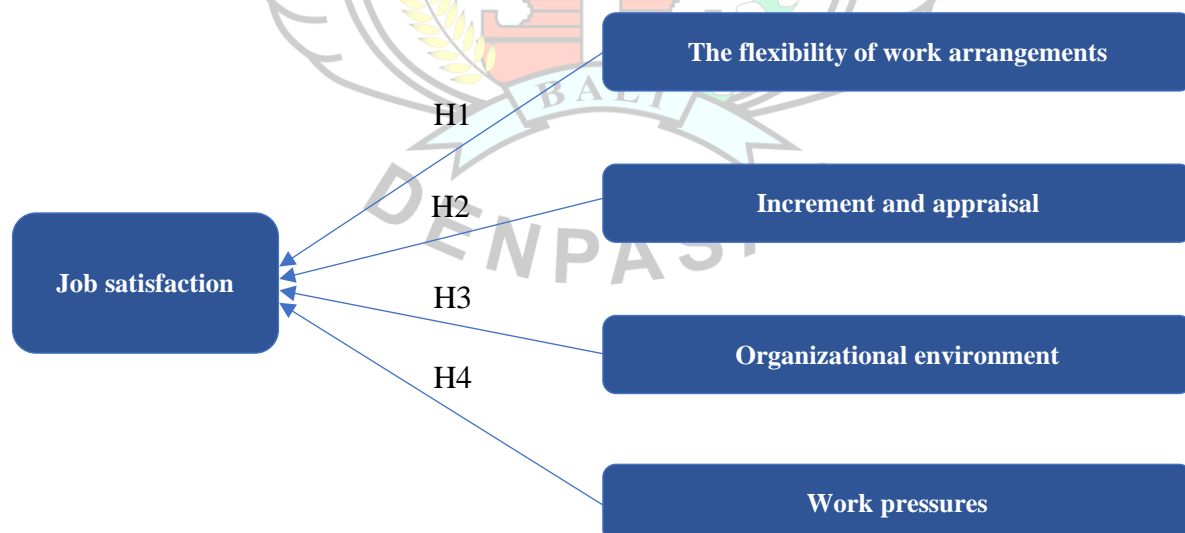 The flexibility of work arrangements
BALI
H1
Increment and appraisal
H2
Job satisfaction
H3
Organizational environment
H4
Work pressures